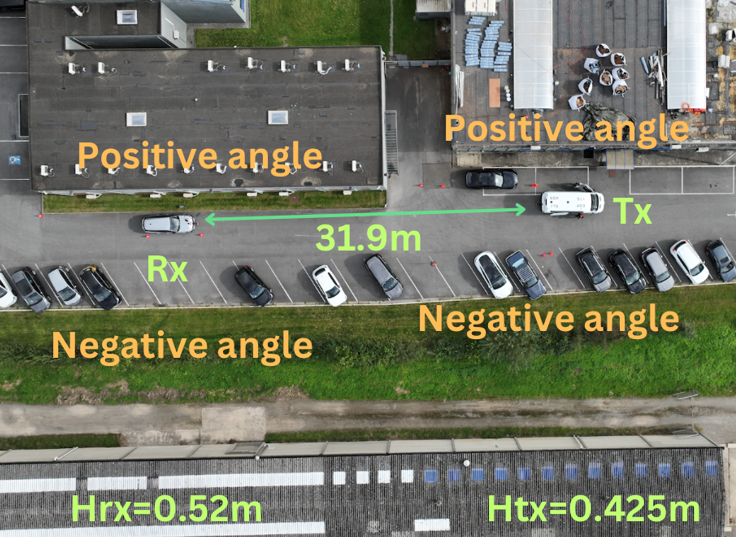 Positive angle
Positive angle
Tx
31.9m
Rx
Negative angle
Negative angle
Hrx=0.52m
Htx=0.425m